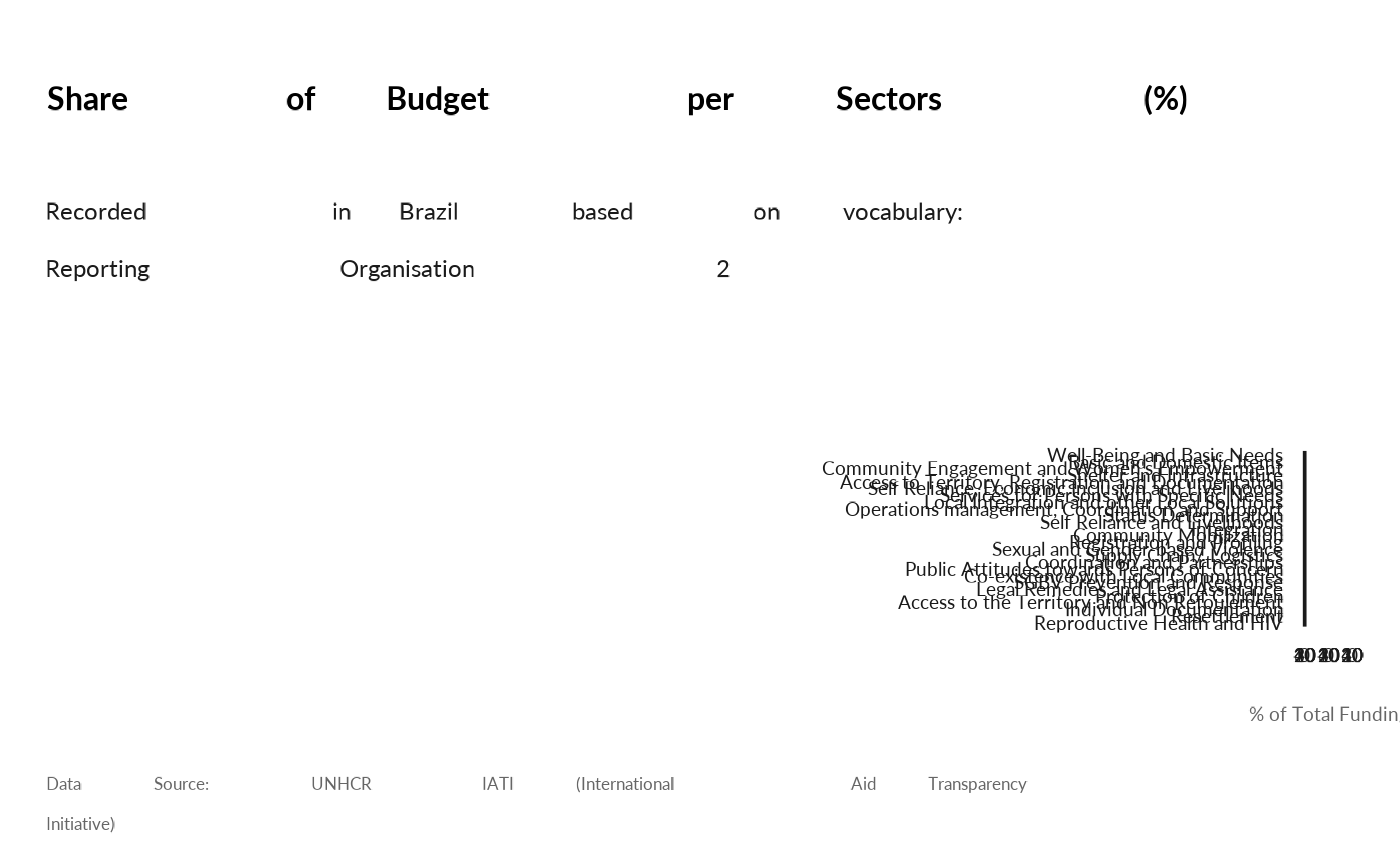 Share of Budget per Sectors (%)
Recorded in Brazil based on vocabulary:
Reporting Organisation 2
Well-Being and Basic Needs
Basic and Domestic Items
Community Engagement and Women's Empowerment
Shelter and Infrastructure
Access to Territory, Registration and Documentation
Self Reliance, Economic Inclusion and Livelihoods
Services for Persons with Specific Needs
Local Integration and other Local Solutions
Operations management, Coordination and Support
Status Determination
Self Reliance and Livelihoods
Integration
Community Mobilization
Registration and Profiling
Sexual and Gender-based Violence
Supply Chain / Logistics
Coordination and Partnerships
Public Attitudes towards Persons of Concern
Co-existence with Local Communities
SGBV Prevention and Response
Legal Remedies and Legal Assistance
Protection of Children
Access to the Territory and Non Refoulement
Individual Documentation
Resettlement
Reproductive Health and HIV
% of Total Fundin
Data Source: UNHCR IATI (International Aid Transparency
Initiative)